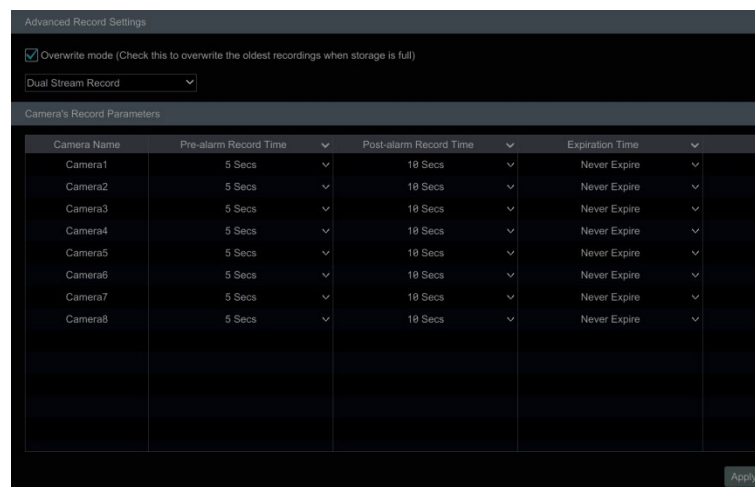 Advanced Record Settings
Overwrite mode (Check this to overwrite the oldest recordings when storage is full)
Dual Stream Record
Camera's Record Parameters
Camera Name Pre-alarm Record Time Post-alarm Record Time Expiration Time
Camera1 5 Secs 10 Secs Never Expire
Camera2 5 Secs 10 Secs Never Expire
Camera3 5 Secs 10 Secs Never Expire
Camera4 5 Secs 10 Secs Never Expire
Camera5 5 Secs 10 Secs Never Expire
Camera6 5 Secs 10 Secs Never Expire
Camera7 5 Secs 10 Secs Never Expire
Camera8 5 Secs 10 Secs Never Expire
Apply